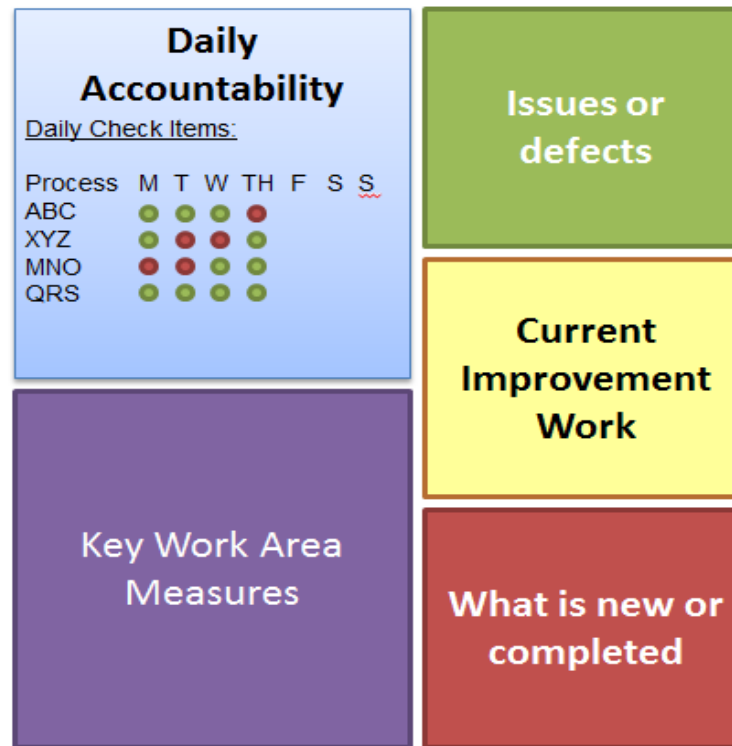 Daily
Accountability
Daily Check Items:
Process M T W TH F S S
ABC
XYZ
MNO
QRS
Issues or
defects
Current
Improvement
Work
Key Work Area
Measures
What is new or
completed